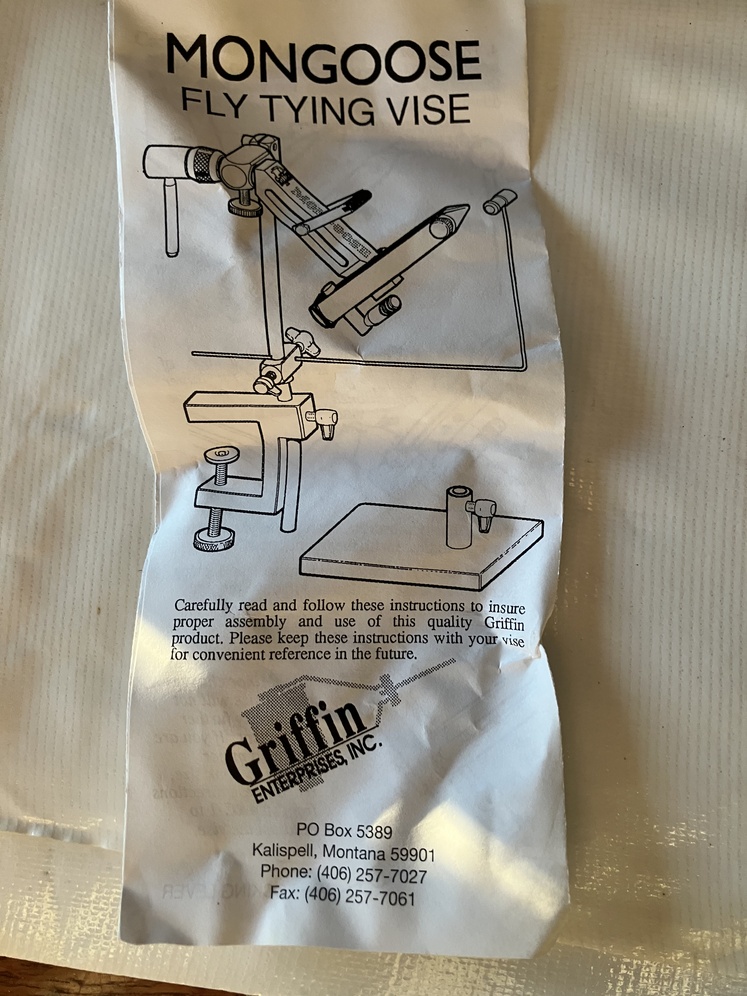 MONGOOSE
FLY TYING VISE
MONGOOSE
Carefully read and follow these instructions to insure
proper assembly and use of this quality Griffin
product. Please keep these instructions with your vise
for convenient reference in the future.
Griffin
ENTERPRISES, INC.
PO Box 5389
Kalispell, Montana 59901
Phone: (406) 257-7027
Fax: (406) 257-7061